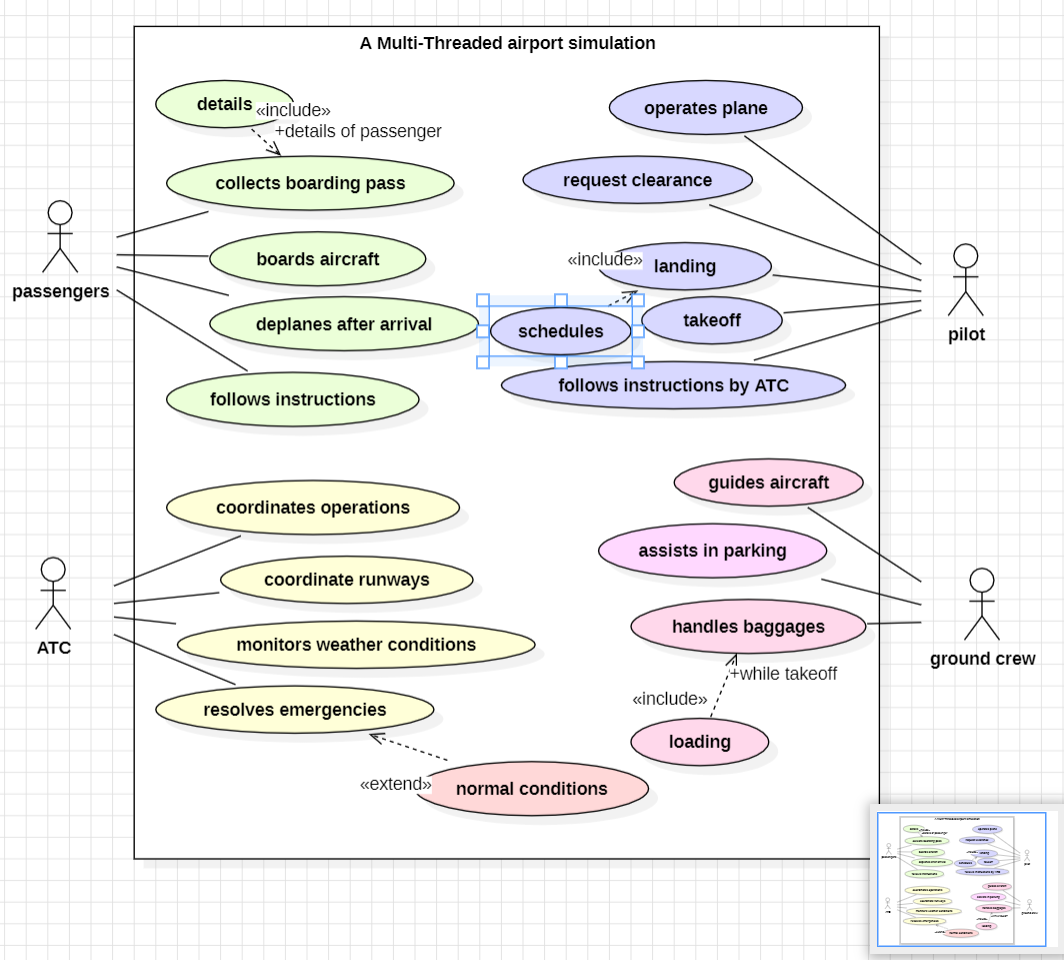 A Multi-Threaded airport simulation
details
«include»
+details of passenger
collects boarding pass
boards aircraft
deplanes after arrival
follows instructions
passengers
operates plane
request clearance
«include»
landing
schedules
takeoff
follows instructions by ATC
pilot
coordinates operations
coordinate runways
monitors weather conditions
resolves emergencies
ATC
«extend»
normal conditions
guides aircraft
assists in parking
handles baggages
+while takeoff
«include»
loading
ground crew